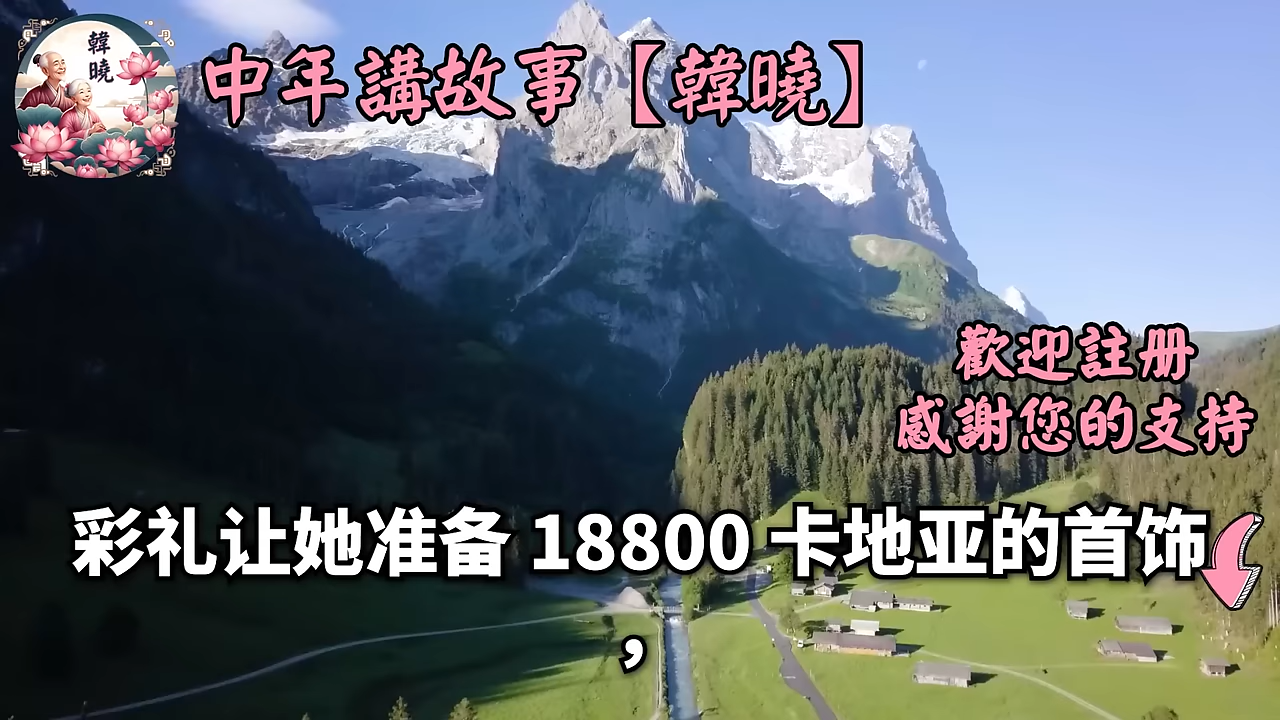 韓
曉
中年講故事【韓曉】
歡迎註册
感謝您的支持
彩礼让她准备 18800 卡地亚的首饰
，